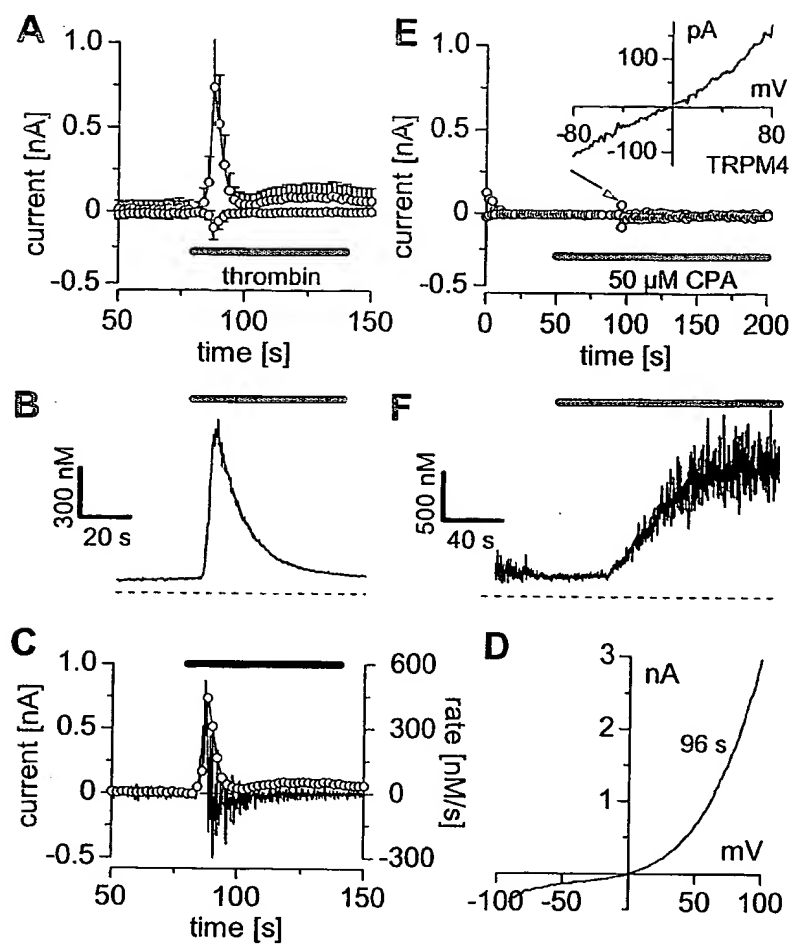 A
1.0
0.5
0
-0.5
current [nA]
thrombin
50
100
150
time [s]
E
1.0
0.5
0
-0.5
current [nA]
pA
100
mV
-80
80
-100
TRPM4
50 µM CPA
0
50
100
150
200
time [s]
B
300 nM
20 s
F
500 nM
40 s
C
1.0
0.5
0
-0.5
current [nA]
600
300
0
-300
rate [nM/s]
50
100
150
time [s]
D
3
nA
2
96 s
1
mV
-100
-50
0
50
100